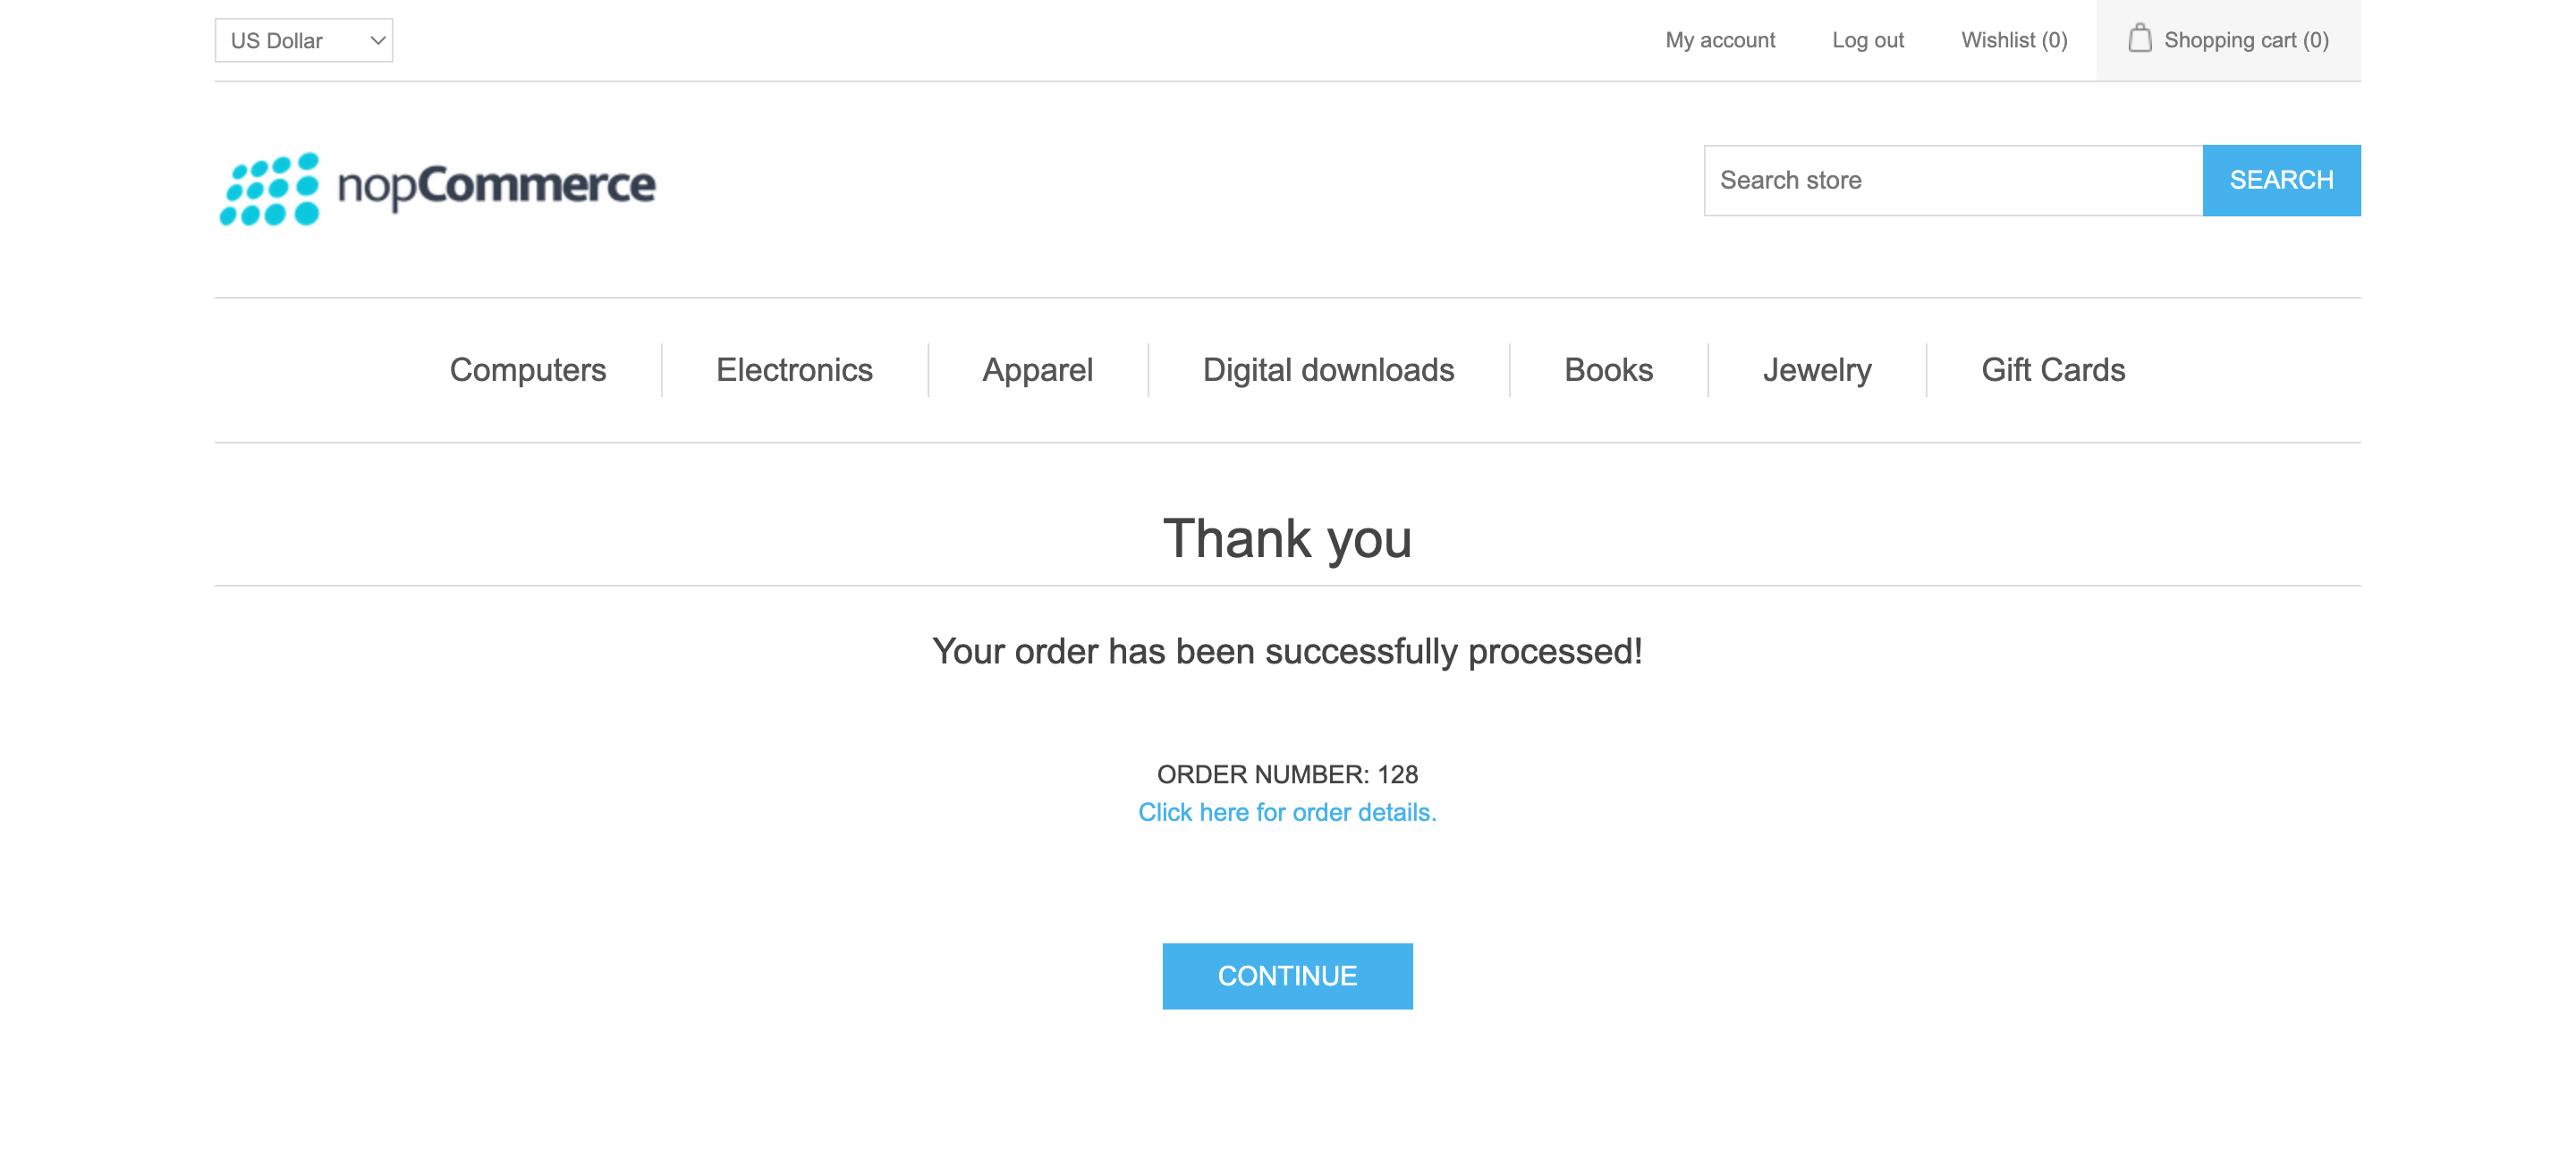 US Dollar
My account
Log out
Wishlist (0)
Shopping cart (0)
nopCommerce
Search store
SEARCH
Computers
Electronics
Apparel
Digital downloads
Books
Jewelry
Gift Cards
Thank you
Your order has been successfully processed!
ORDER NUMBER: 128
Click here for order details.
CONTINUE